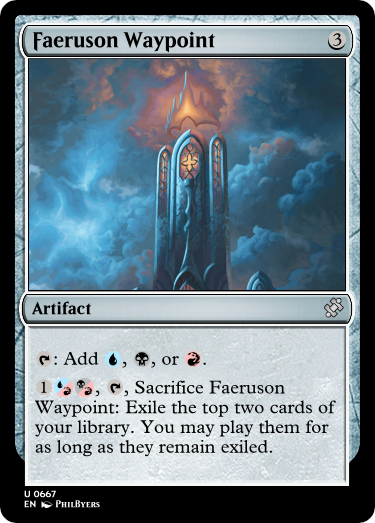 Faeruson Waypoint 3
Artifact
: Add , , or .
1 , , Sacrifice Faeruson
Waypoint: Exile the top two cards of
your library. You may play them for
as long as they remain exiled.
U 0667
EN PhilByers